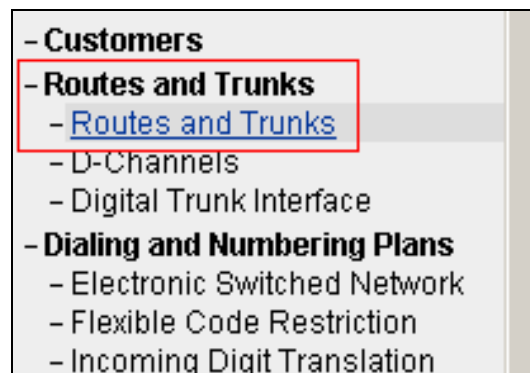 – Customers
– Routes and Trunks
– Routes and Trunks
– D-Channels
– Digital Trunk Interface
– Dialing and Numbering Plans
– Electronic Switched Network
– Flexible Code Restriction
– Incoming Digit Translation